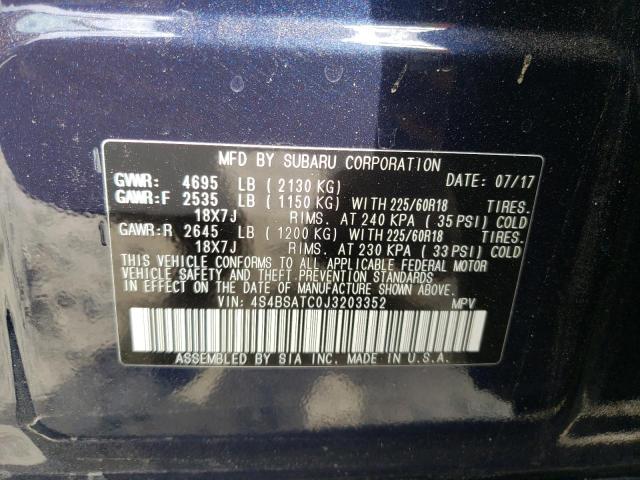 MFD BY SUBARU CORPORATION
GVWR: 4695 LB ( 2130 KG) DATE: 07/17
GAWR:F 2535 LB ( 1150 KG) WITH 225/60R18 TIRES.
18X7J RIMS. AT 240 KPA ( 35 PSI) COLD
GAWR:R 2645 LB ( 1200 KG) WITH 225/60R18 TIRES.
18X7J RIMS. AT 230 KPA ( 33 PSI) COLD
THIS VEHICLE CONFORMS TO ALL APPLICABLE FEDERAL MOTOR
VEHICLE SAFETY AND THEFT PREVENTION STANDARDS
IN EFFECT ON THE DATE OF MANUFACTURE SHOWN ABOVE.
VIN: 4S4BSATC0J3203352 MPV
ASSEMBLED BY SIA INC. MADE IN U.S.A.